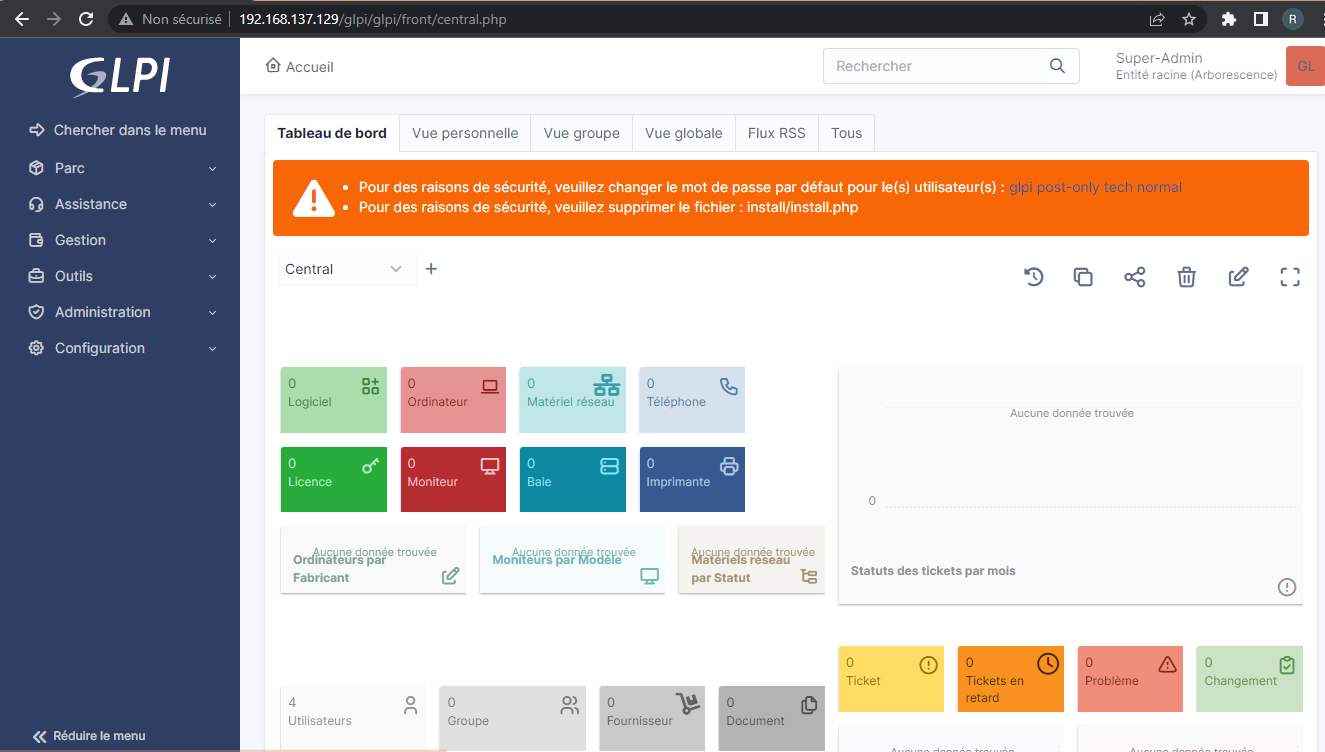 Non sécurisé
192.168.137.129/glpi/glpi/front/central.php
R
GLPI
Chercher dans le menu
Parc
Assistance
Gestion
Outils
Administration
Configuration
Réduire le menu
Accueil
Rechercher
Super-Admin
Entité racine (Arborescence)
GL
Tableau de bord
Vue personnelle
Vue groupe
Vue globale
Flux RSS
Tous
Pour des raisons de sécurité, veuillez changer le mot de passe par défaut pour le(s) utilisateur(s) : glpi post-only tech normal
Pour des raisons de sécurité, veuillez supprimer le fichier : install/install.php
Central
0
Logiciel
0
Ordinateur
0
Matériel réseau
0
Téléphone
0
Licence
0
Moniteur
0
Baie
0
Imprimante
Aucune donnée trouvée
Ordinateurs par
Fabricant
Aucune donnée trouvée
Moniteurs par Modèle
Aucune donnée trouvée
Matériels réseau
par Statut
Aucune donnée trouvée
0
Statuts des tickets par mois
0
Ticket
0
Tickets en
retard
0
Problème
0
Changement
4
Utilisateurs
0
Groupe
0
Fournisseur
0
Document
Aucune donnée trouvée
Aucune donnée trouvée